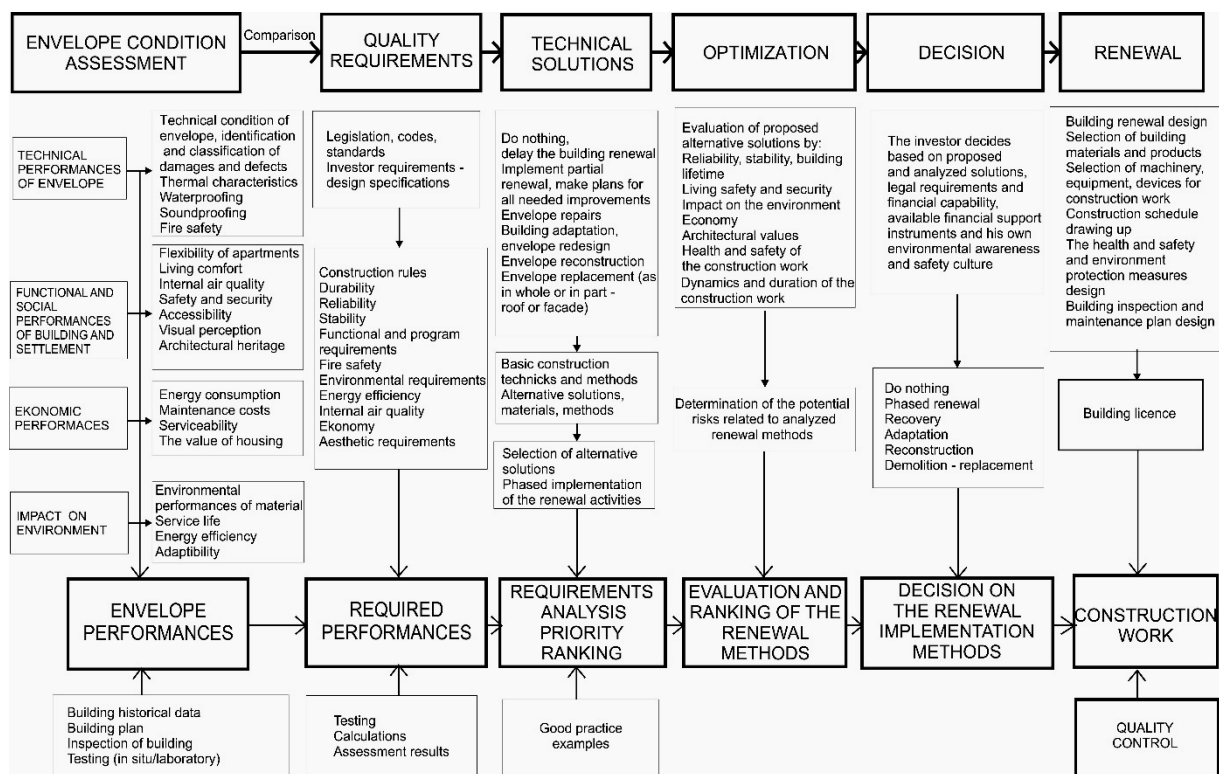 ENVELOPE CONDITION
ASSESSMENT
Comparison
QUALITY
REQUIREMENTS
TECHNICAL
SOLUTIONS
OPTIMIZATION
DECISION
RENEWAL
TECHNICAL
PERFORMANCES
OF ENVELOPE
Technical condition of
envelope, identification
and classification of
damages and defects
Thermal characteristics
Waterproofing
Soundproofing
Fire safety
FUNCTIONAL AND
SOCIAL
PERFORMANCES
OF BUILDING AND
SETTLEMENT
Flexibility of apartments
Living comfort
Internal air quality
Safety and security
Accessibility
Visual perception
Architectural heritage
EKONOMIC
PERFORMACES
Energy consumption
Maintenance costs
Serviceability
The value of housing
IMPACT ON
ENVIRONMENT
Environmental
performances of material
Service life
Energy efficiency
Adaptibility
Legislation, codes,
standards
Investor requirements -
design specifications
Construction rules
Durability
Reliability
Stability
Functional and program
requirements
Fire safety
Environmental requirements
Energy efficiency
Internal air quality
Ekonomy
Aesthetic requirements
Do nothing,
delay the building renewal
Implement partial
renewal, make plans for
all needed improvements
Envelope repairs
Building adaptation,
envelope redesign
Envelope reconstruction
Envelope replacement (as
in whole or in part -
roof or facade)
Basic construction
technicks and methods
Alternative solutions,
materials, methods
Selection of alternative
solutions
Phased implementation
of the renewal activities
Evaluation of proposed
alternative solutions by:
Reliability, stability, building
lifetime
Living safety and security
Impact on the environment
Economy
Architectural values
Health and safety of
the construction work
Dynamics and duration of the
construction work
Determination of the potential
risks related to analyzed
renewal methods
The investor decides
based on proposed
and analyzed solutions,
legal requirements and
financial capability,
available financial support
instruments and his own
environmental awareness
and safety culture
Do nothing
Phased renewal
Recovery
Adaptation
Reconstruction
Demolition - replacement
Building renewal design
Selection of building
materials and products
Selection of machinery,
equipment, devices for
construction work
Construction schedule
drawing up
The health and safety
and environment
protection measures
design
Building inspection and
maintenance plan design
Building licence
ENVELOPE
PERFORMANCES
REQUIRED
PERFORMANCES
REQUIREMENTS
ANALYSIS
PRIORITY
RANKING
EVALUATION AND
RANKING OF THE
RENEWAL
METHODS
DECISION ON
THE RENEWAL
IMPLEMENTATION
METHODS
CONSTRUCTION
WORK
Building historical data
Building plan
Inspection of building
Testing (in situ/laboratory)
Testing
Calculations
Assessment results
Good practice
examples
QUALITY
CONTROL